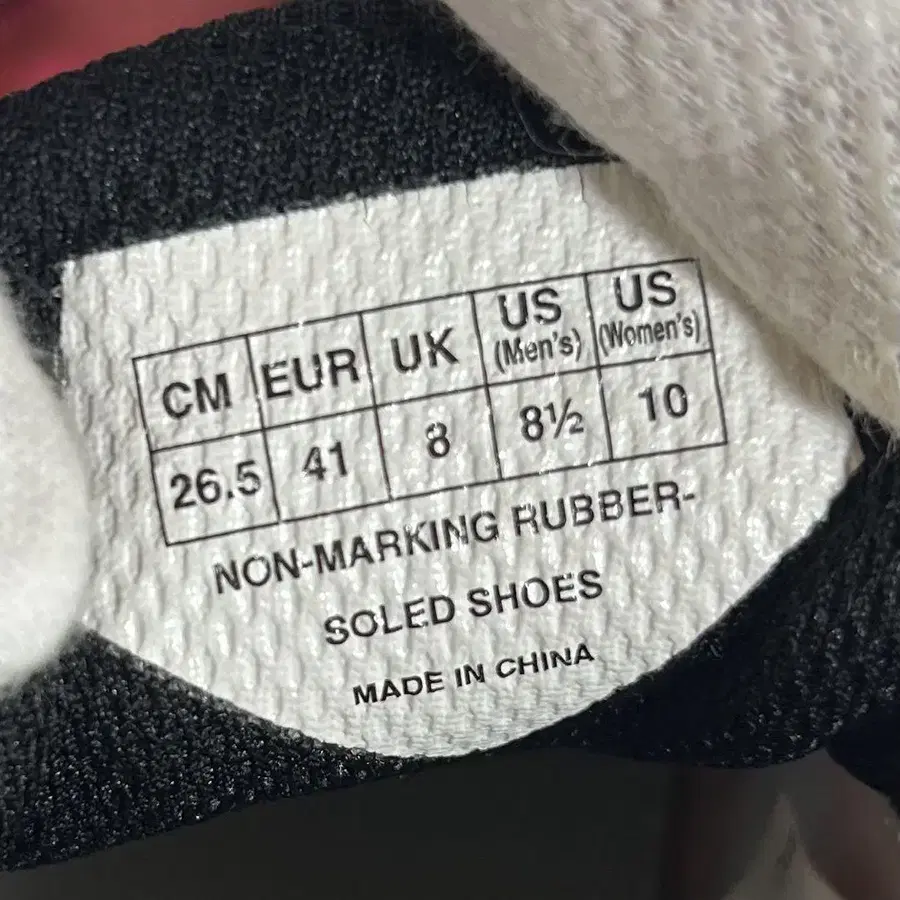 CM EUR UK US (Men's) US (Women's)
26.5 41 8 8½ 10
NON-MARKING RUBBER-
SOLED SHOES
MADE IN CHINA